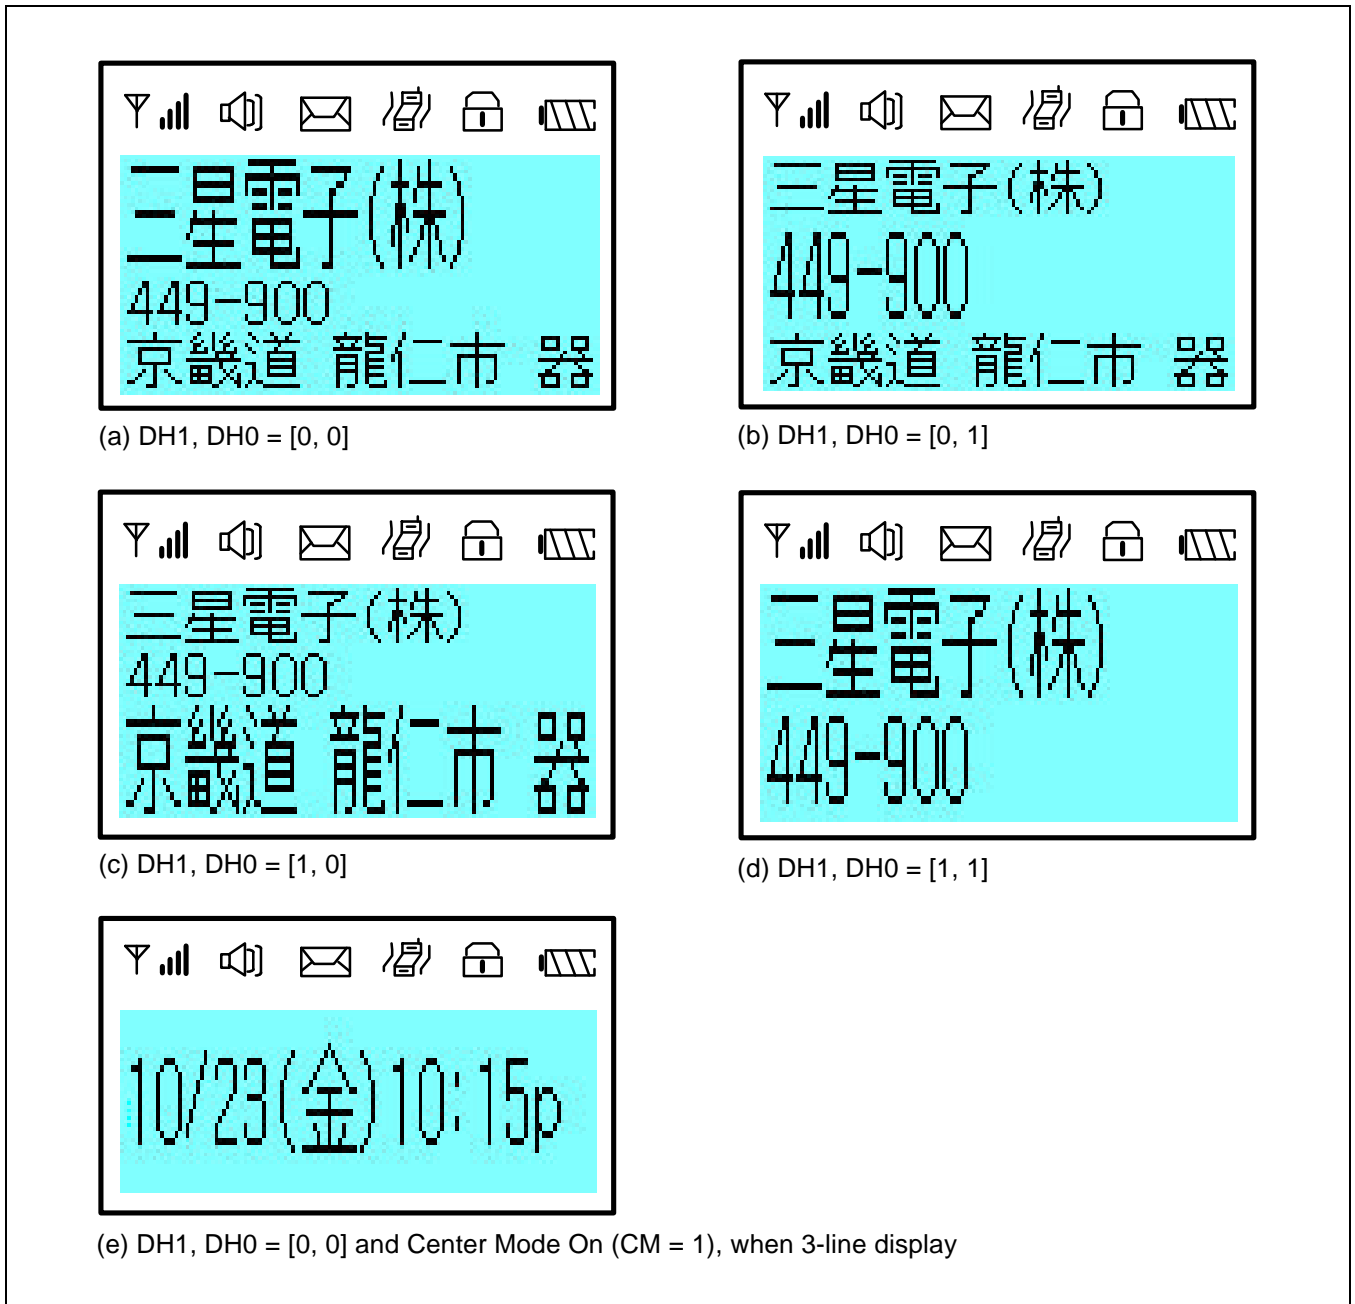 三星電子(株)
449-900
京畿道 龍仁市 器
(a) DH1, DH0 = [0, 0]
三星電子(株)
449-900
京畿道 龍仁市 器
(b) DH1, DH0 = [0, 1]
三星電子(株)
449-900
京畿道 龍仁市 器
(c) DH1, DH0 = [1, 0]
三星電子(株)
449-900
(d) DH1, DH0 = [1, 1]
10/23(金)10:15p
(e) DH1, DH0 = [0, 0] and Center Mode On (CM = 1), when 3-line display